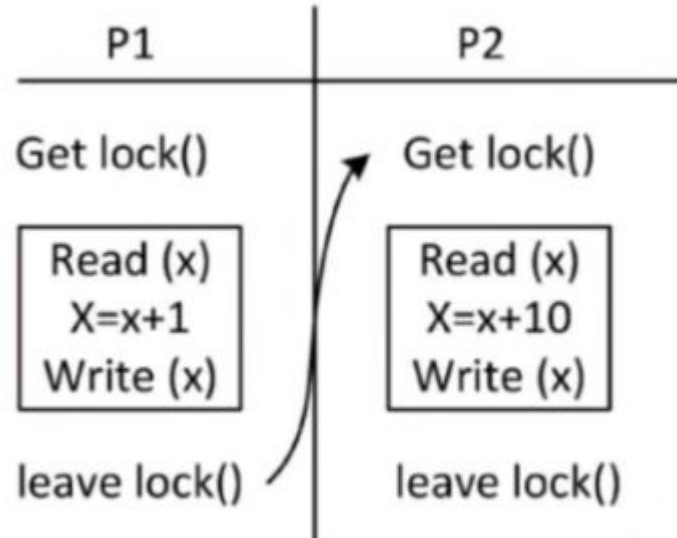 P1
P2
Get lock()
Get lock()
Read (x)
X=x+1
Write (x)
Read (x)
X=x+10
Write (x)
leave lock()
leave lock()